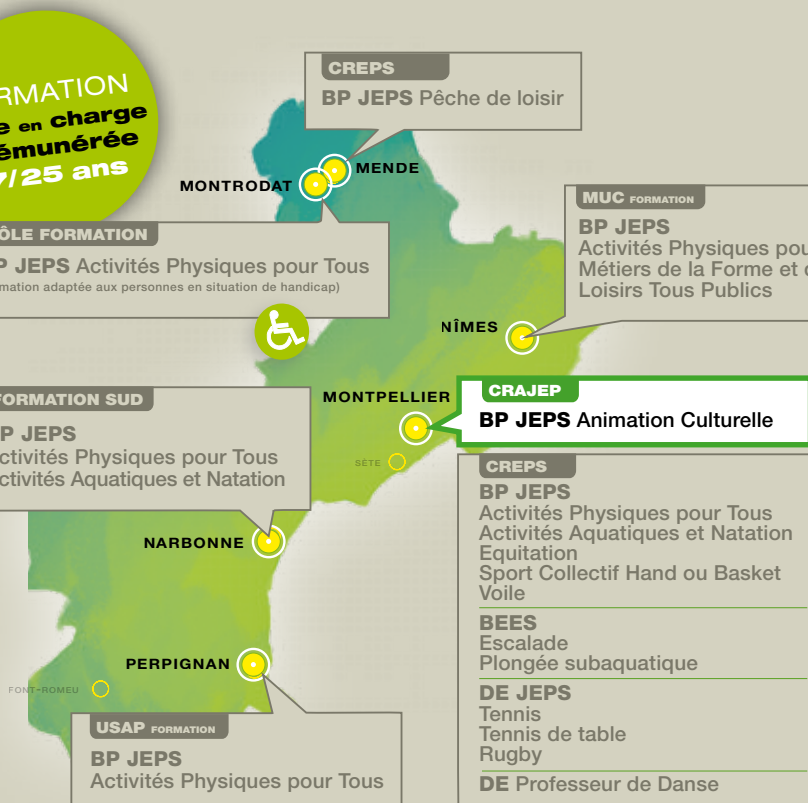 RMATION
e en charge
émunérée
7/25 ans
CREPS
BP JEPS Pêche de loisir
MENDE
MONTRODAT
ÔLE FORMATION
P JEPS Activités Physiques pour Tous
mation adaptée aux personnes en situation de handicap)
MUC FORMATION
BP JEPS
Activités Physiques pou
Métiers de la Forme et
Loisirs Tous Publics
NÎMES
MONTPELLIER
CRAJEP
BP JEPS Animation Culturelle
FORMATION SUD
P JEPS
ctivités Physiques pour Tous
ctivités Aquatiques et Natation
SÈTE
CREPS
BP JEPS
Activités Physiques pour Tous
Activités Aquatiques et Natation
Equitation
Sport Collectif Hand ou Basket
Voile
BEES
Escalade
Plongée subaquatique
DE JEPS
Tennis
Tennis de table
Rugby
DE Professeur de Danse
NARBONNE
PERPIGNAN
FONT-ROMEU
USAP FORMATION
BP JEPS
Activités Physiques pour Tous